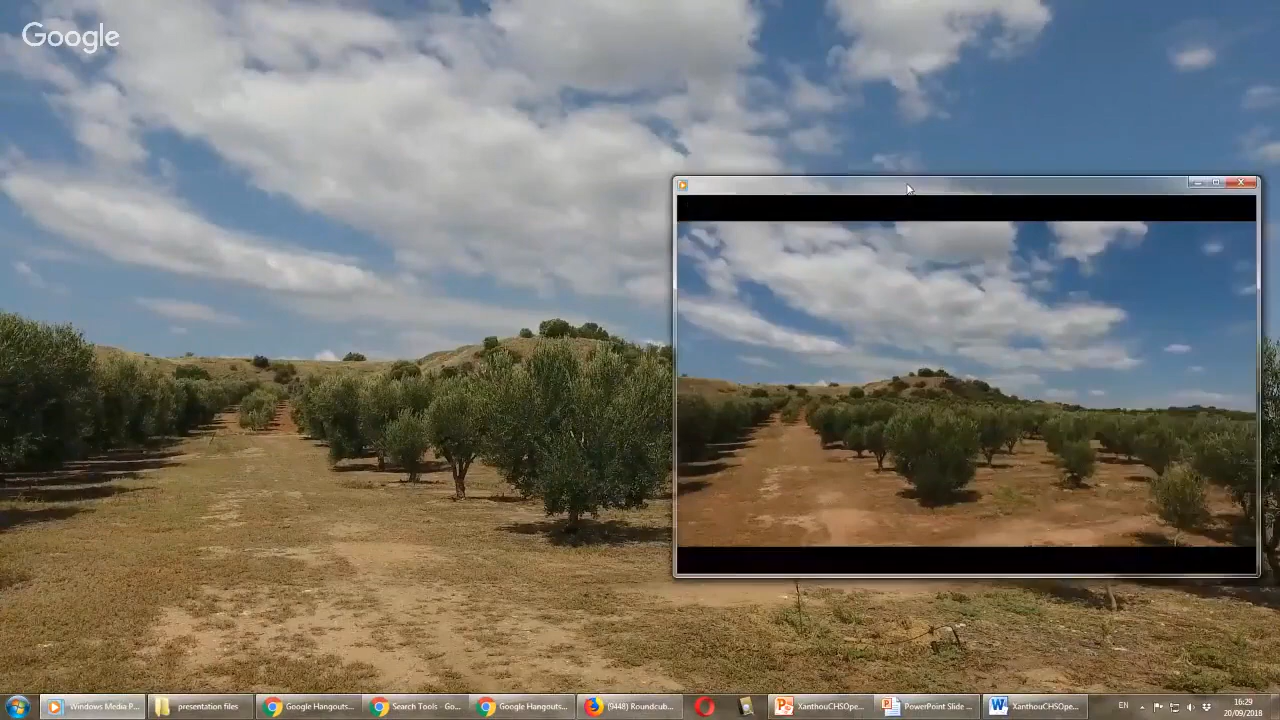 Google
Windows Media P...
presentation files
Google Hangouts...
Search Tools - Go...
Google Hangouts...
(9448) Roundcub...
XanthouCHSOpe...
PowerPoint Slide ...
XanthouCHSOpe...
EN
16:29
20/09/2018